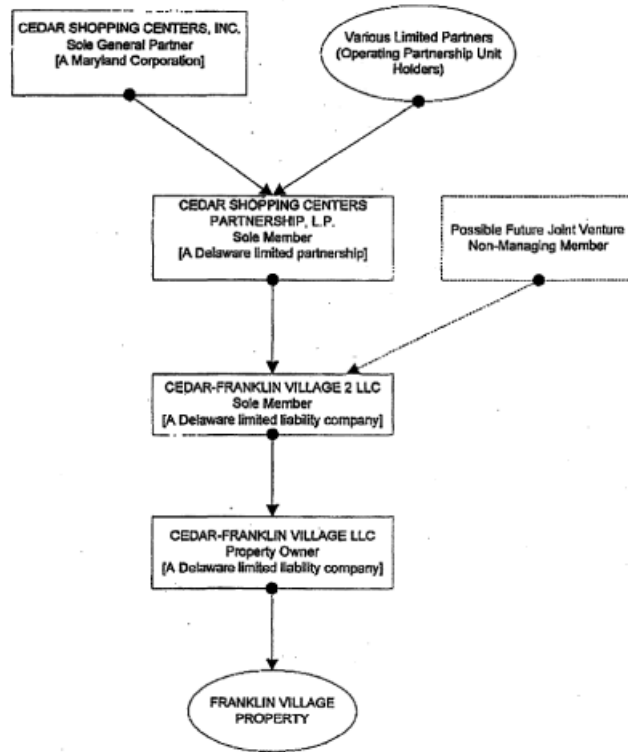 CEDAR SHOPPING CENTERS, INC.
Sole General Partner
[A Maryland Corporation]
Various Limited Partners
(Operating Partnership Unit
Holders)
CEDAR SHOPPING CENTERS
PARTNERSHIP, L.P.
Sole Member
[A Delaware limited partnership]
Possible Future Joint Venture
Non-Managing Member
CEDAR-FRANKLIN VILLAGE 2 LLC
Sole Member
[A Delaware limited liability company]
CEDAR-FRANKLIN VILLAGE LLC
Property Owner
[A Delaware limited liability company]
FRANKLIN VILLAGE
PROPERTY